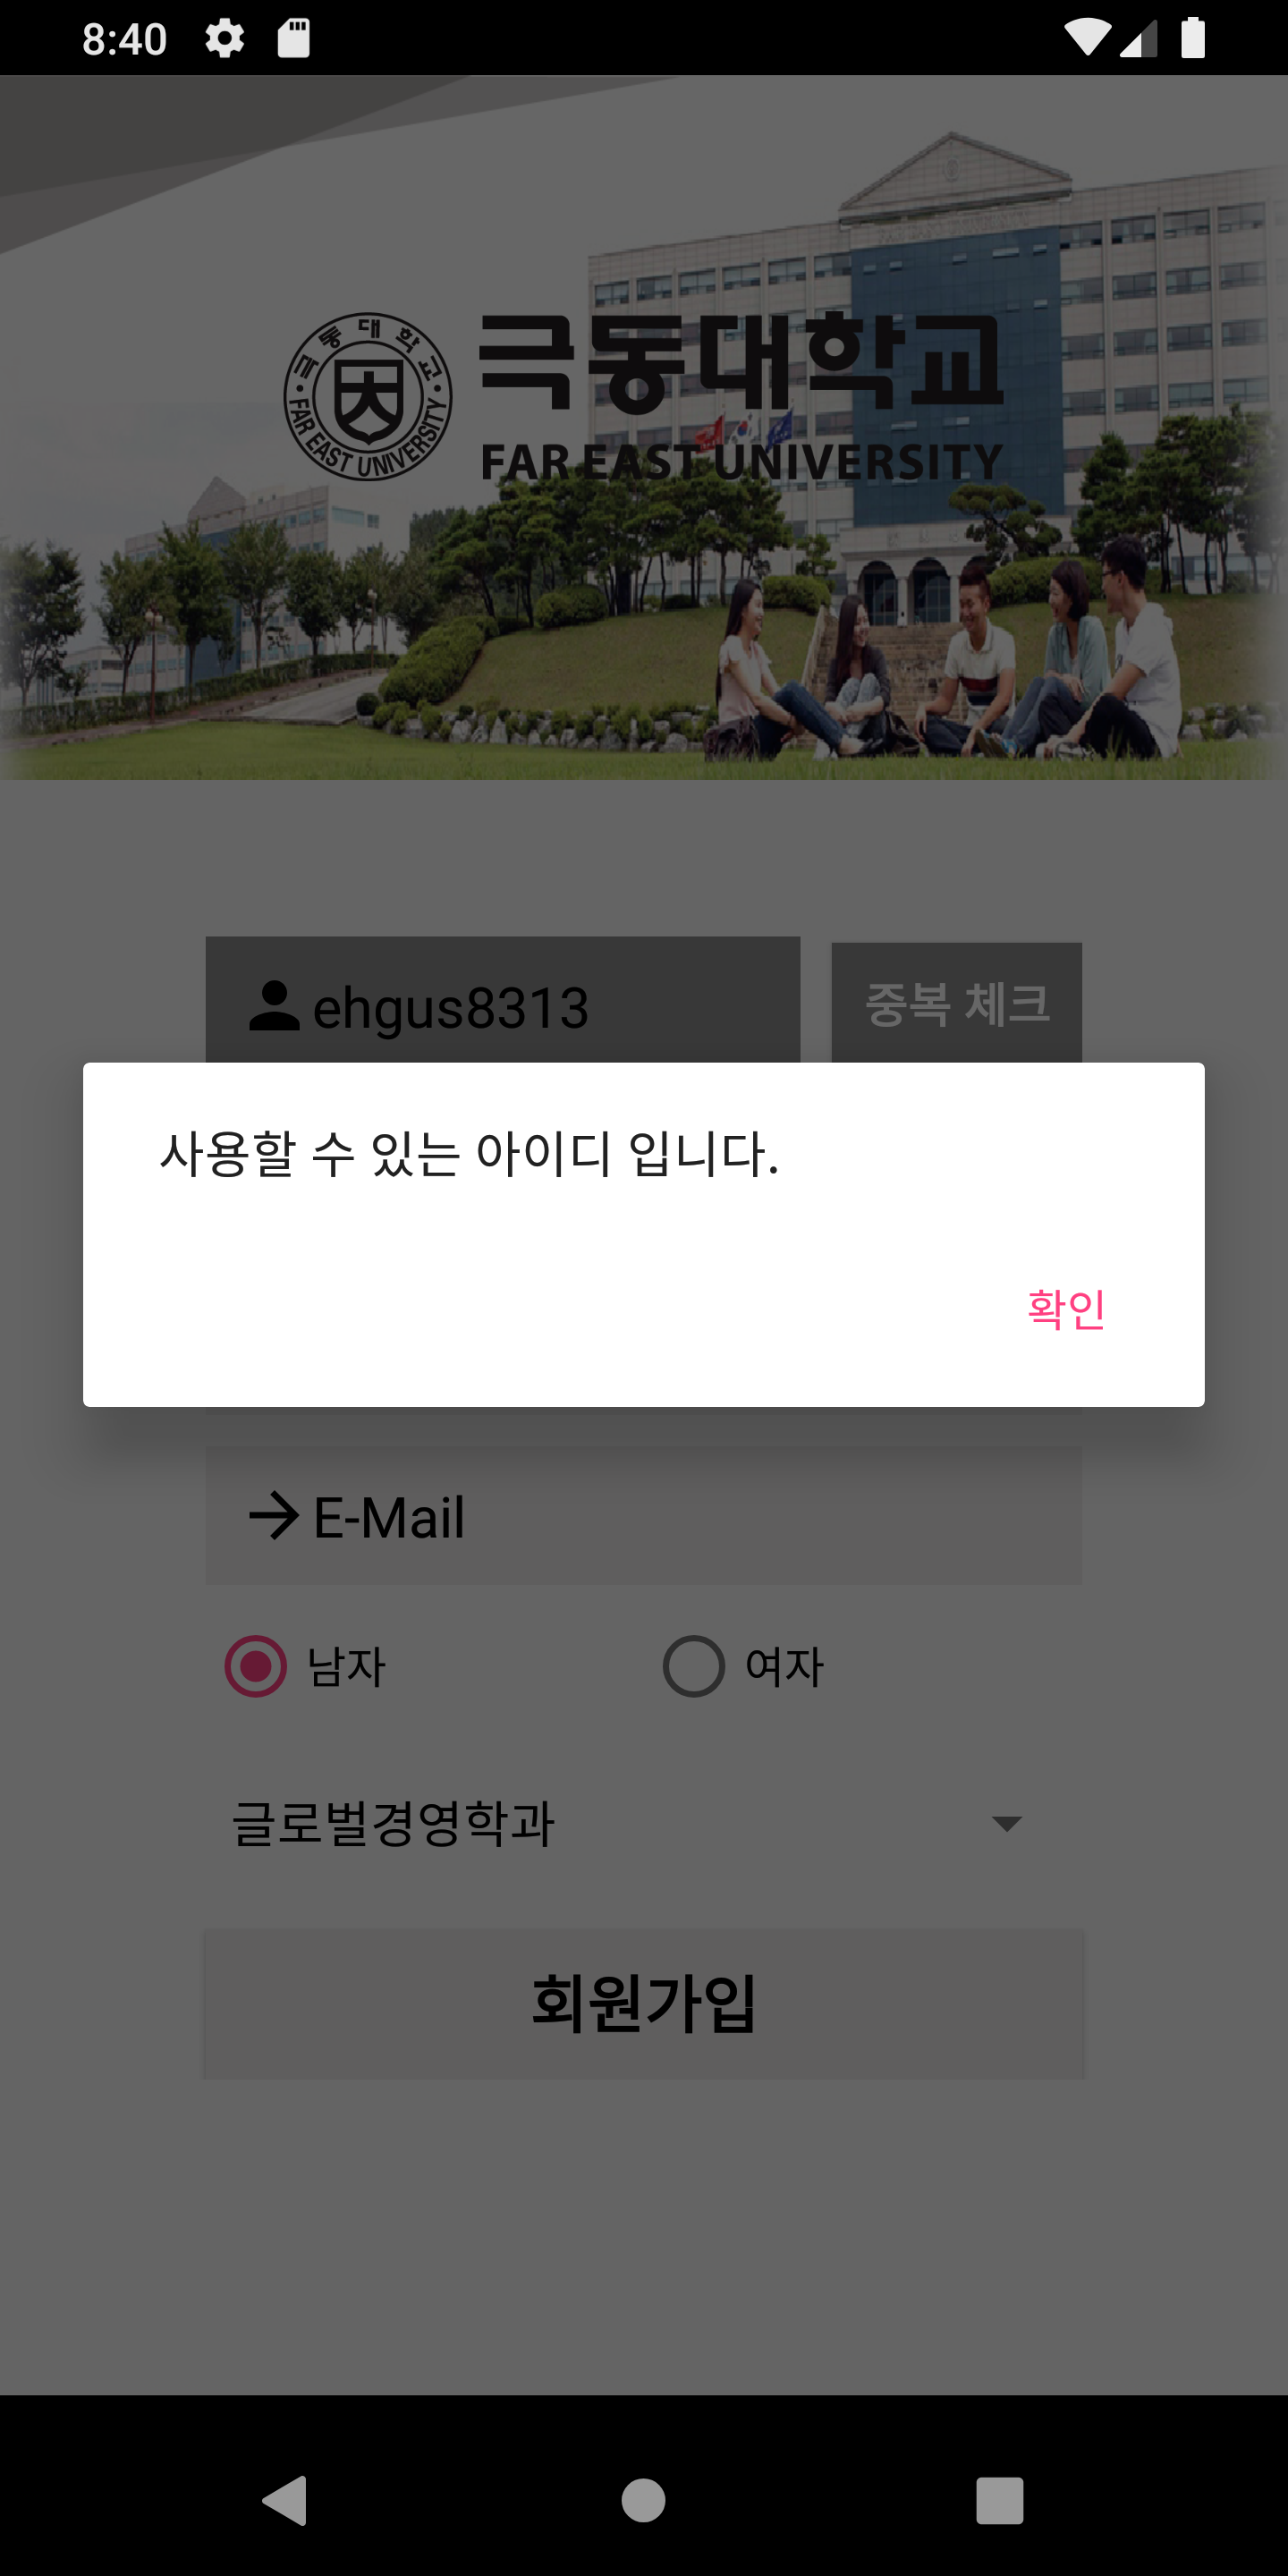 8:40
극동대학교
FAR EAST UNIVERSITY
극동대학교
FAR EAST UNIVERSITY
ehgus8313
중복 체크
사용할 수 있는 아이디 입니다.
확인
E-Mail
남자
여자
글로벌경영학과
회원가입